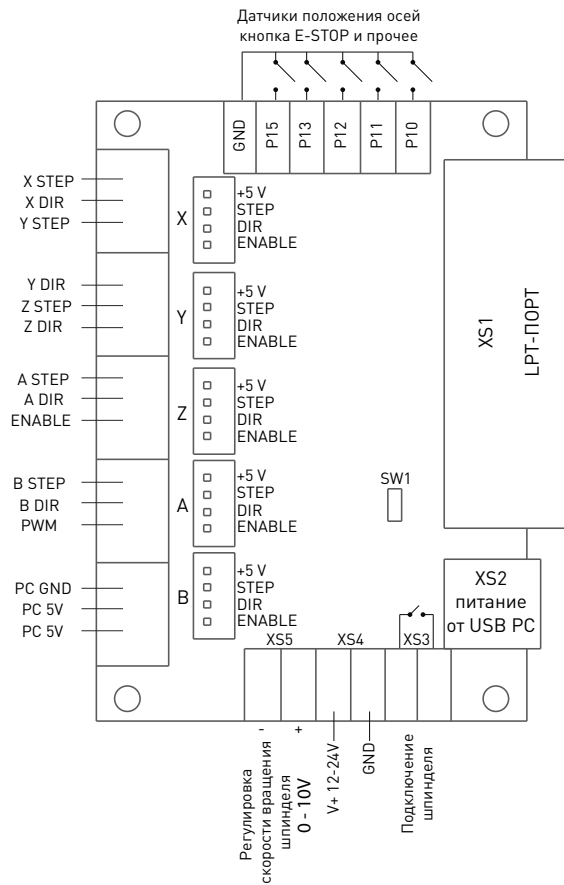 Датчики положения осей
кнопка E-STOP и прочее
GND
P15
P13
P12
P11
P10
X STEP
X DIR
Y STEP
X
+5 V
STEP
DIR
ENABLE
Y DIR
Z STEP
Z DIR
Y
+5 V
STEP
DIR
ENABLE
XS1
LPT-ПОРТ
A STEP
A DIR
ENABLE
Z
+5 V
STEP
DIR
ENABLE
B STEP
B DIR
PWM
A
+5 V
STEP
DIR
ENABLE
SW1
PC GND
PC 5V
PC 5V
B
+5 V
STEP
DIR
ENABLE
XS2
питание
от USB PC
XS5
XS4
XS3
-
+
Регулировка
скорости вращения
шпинделя
0 - 10V
V+ 12-24V
GND
Подключение
шпинделя